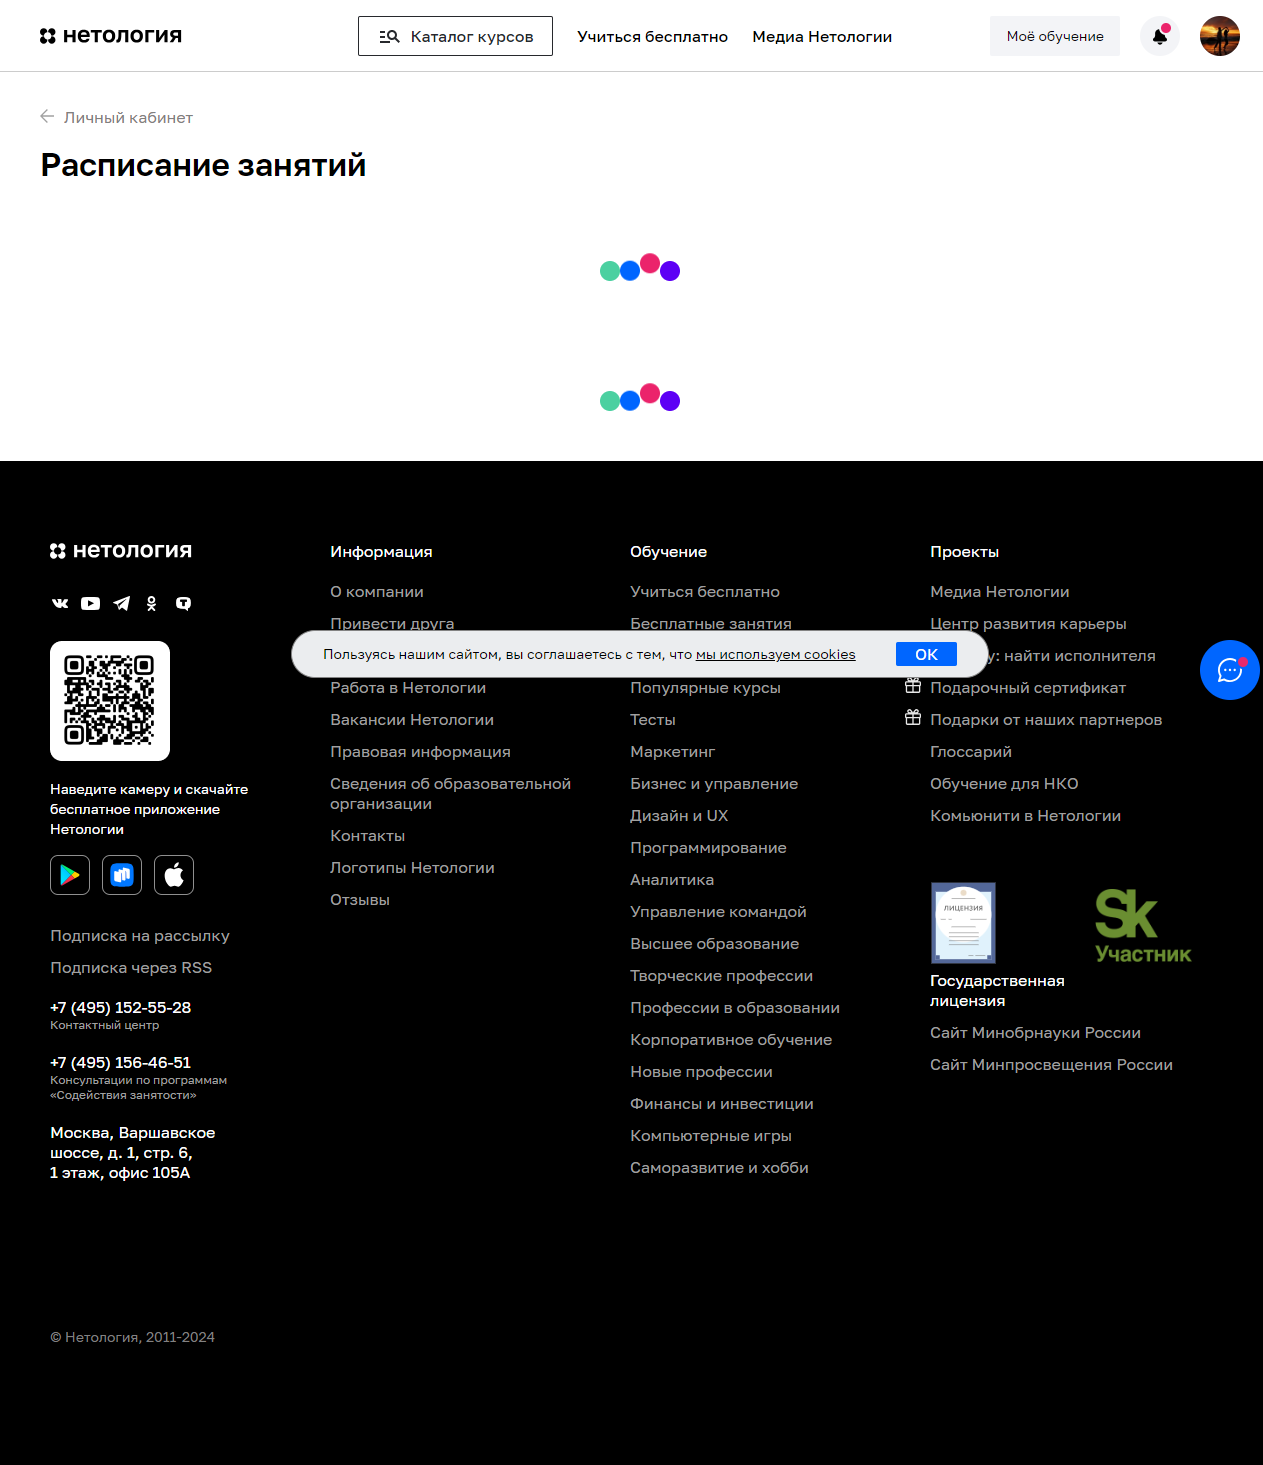 нетология
Каталог курсов
Учиться бесплатно
Медиа Нетологии
Моё обучение
Личный кабинет
Расписание занятий
нетология
Наведите камеру и скачайте
бесплатное приложение
Нетологии
Подписка на рассылку
Подписка через RSS
+7 (495) 152-55-28
Контактный центр
+7 (495) 156-46-51
Консультации по программам
«Содействия занятости»
Москва, Варшавское
шоссе, д. 1, стр. 6,
1 этаж, офис 105А
Информация
О компании
Привести друга
Работа в Нетологии
Вакансии Нетологии
Правовая информация
Сведения об образовательной
организации
Контакты
Логотипы Нетологии
Отзывы
Обучение
Учиться бесплатно
Бесплатные занятия
Популярные курсы
Тесты
Маркетинг
Бизнес и управление
Дизайн и UX
Программирование
Аналитика
Управление командой
Высшее образование
Творческие профессии
Профессии в образовании
Корпоративное обучение
Новые профессии
Финансы и инвестиции
Компьютерные игры
Саморазвитие и хобби
Проекты
Медиа Нетологии
Центр развития карьеры
у: найти исполнителя
Подарочный сертификат
Подарки от наших партнеров
Глоссарий
Обучение для НКО
Комьюнити в Нетологии
ЛИЦЕНЗИЯ
Sk
Участник
Государственная
лицензия
Сайт Минобрнауки России
Сайт Минпросвещения России
Пользуясь нашим сайтом, вы соглашаетесь с тем, что мы используем cookies
ОК
© Нетология, 2011-2024